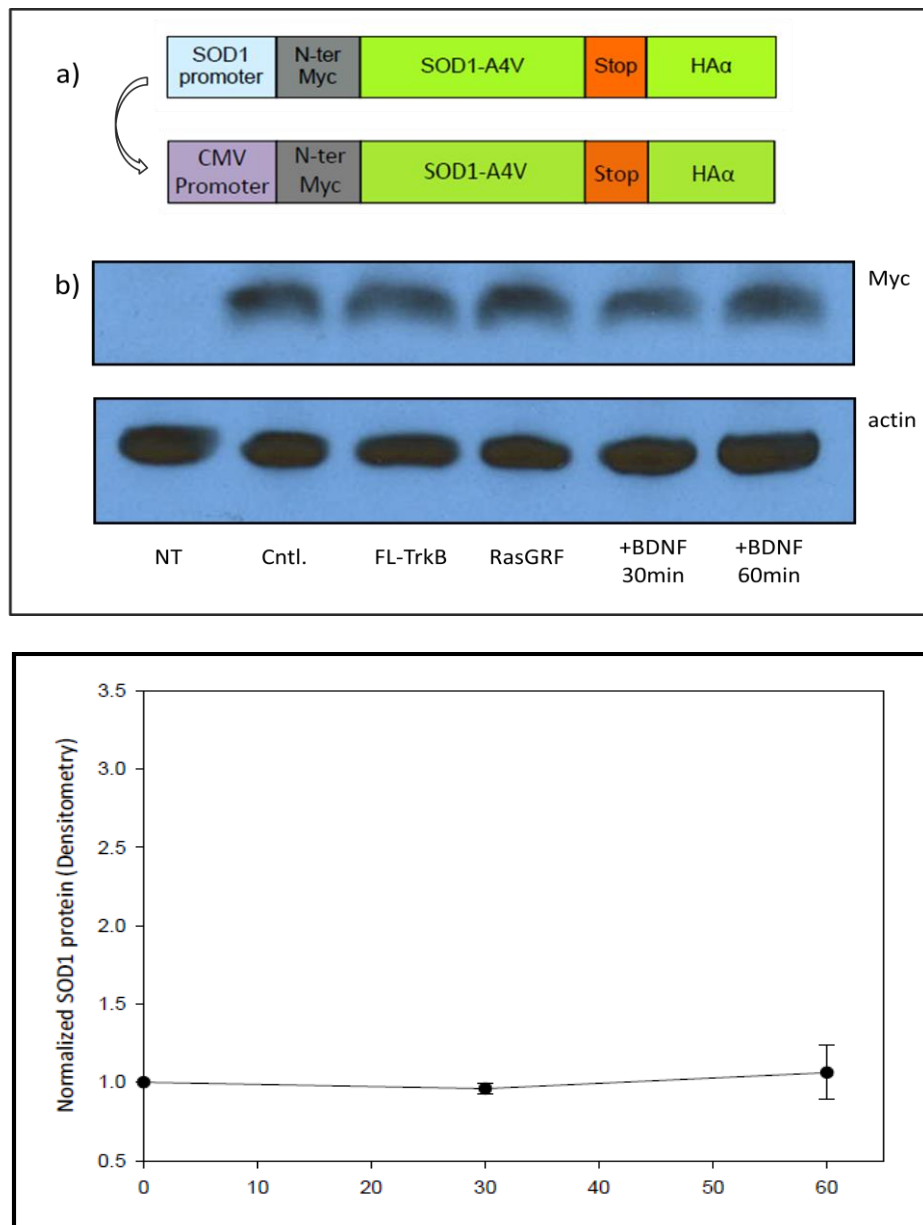 a)
SOD1 promoter
N-ter Myc
SOD1-A4V
Stop
HAα
CMV Promoter
N-ter Myc
SOD1-A4V
Stop
HAα
b)
Myc
actin
NT
Cntl.
FL-TrkB
RasGRF
+BDNF 30min
+BDNF 60min
Normalized SOD1 protein (Densitometry)
3.5
3.0
2.5
2.0
1.5
1.0
0.5
0 10 20 30 40 50 60